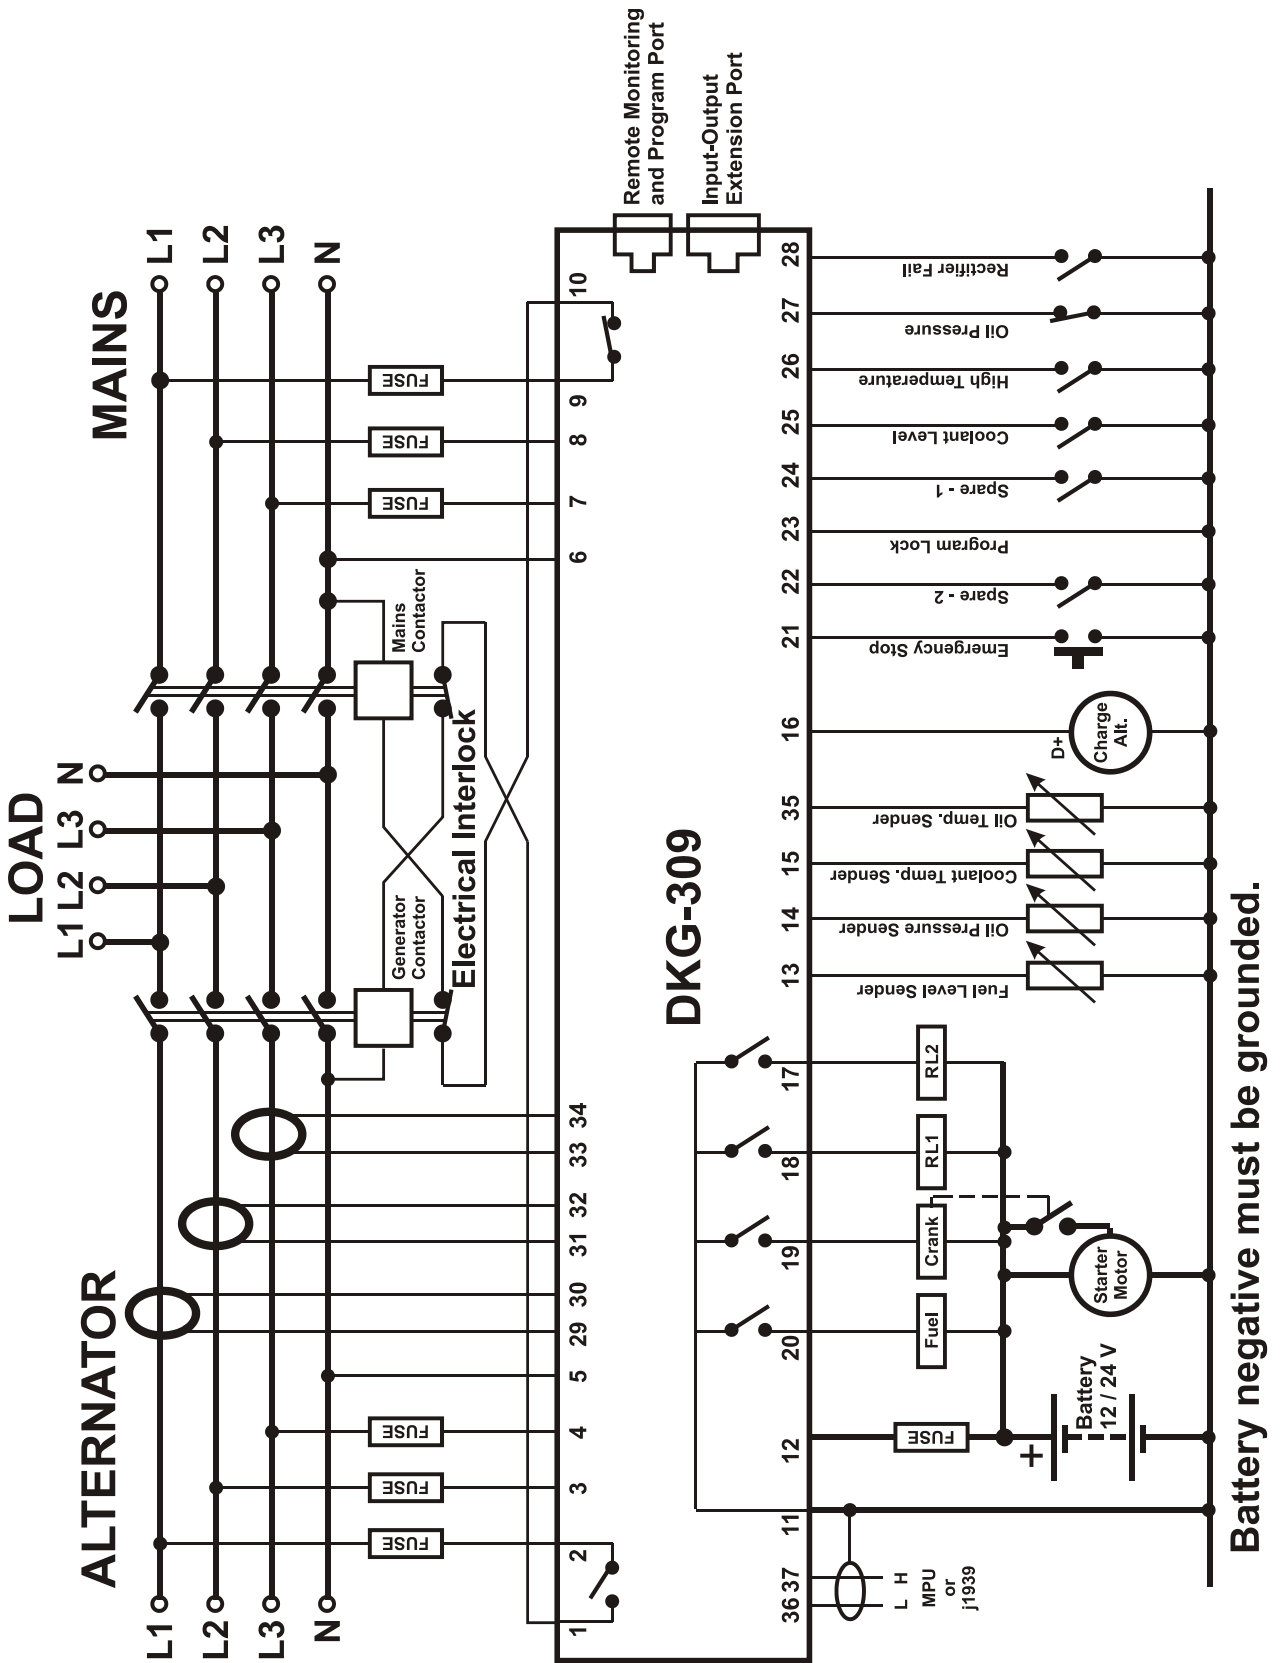 ALTERNATOR
LOAD
MAINS
L1
L2
L3
N
L1
L2
L3
N
L1
L2
L3
N
FUSE
FUSE
FUSE
FUSE
FUSE
FUSE
Generator
Contactor
Mains
Contactor
Electrical Interlock
1
2
3
4
5
29
30
31
32
33
34
6
7
8
9
10
DKG-309
Remote Monitoring
and Program Port
Input-Output
Extension Port
36
37
11
12
20
19
18
17
13
14
15
35
16
21
22
23
24
25
26
27
28
L
H
MPU
or
j1939
FUSE
Fuel
Crank
RL1
RL2
+
Battery
12 / 24 V
Starter
Motor
Fuel Level Sender
Oil Pressure Sender
Coolant Temp. Sender
Oil Temp. Sender
D+
Charge
Alt.
Emergency Stop
Spare - 2
Program Lock
Spare - 1
Coolant Level
High Temperature
Oil Pressure
Rectifier Fail
Battery negative must be grounded.